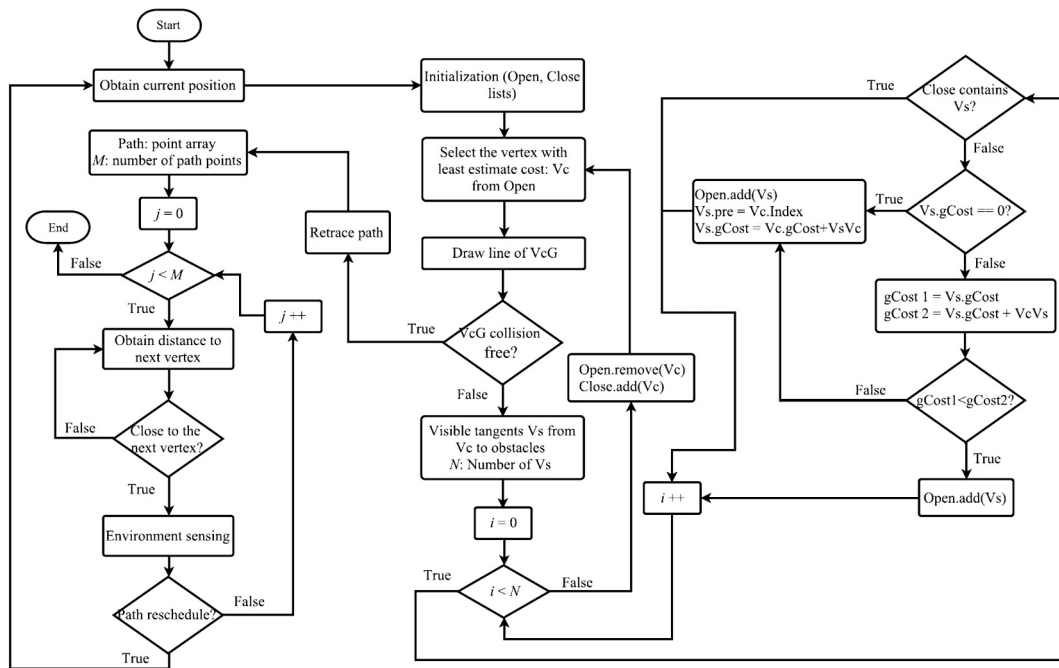 Start
Obtain current position
Path: point array
M: number of path points
j = 0
End
False
j < M
True
j ++
Obtain distance to
next vertex
False
Close to the
next vertex?
True
Environment sensing
Path reschedule?
False
True
Initialization (Open, Close
lists)
Select the vertex with
least estimate cost: Vc
from Open
Retrace path
Draw line of VcG
True
VcG collision
free?
False
Open.remove(Vc)
Close.add(Vc)
Visible tangents Vs from
Vc to obstacles
N: Number of Vs
i = 0
True
i < N
False
i ++
True
Close contains
Vs?
False
Open.add(Vs)
Vs.pre = Vc.Index
Vs.gCost = Vc.gCost+VsVc
True
Vs.gCost == 0?
False
gCost 1 = Vs.gCost
gCost 2 = Vs.gCost + VcVs
False
gCost1<gCost2?
True
Open.add(Vs)